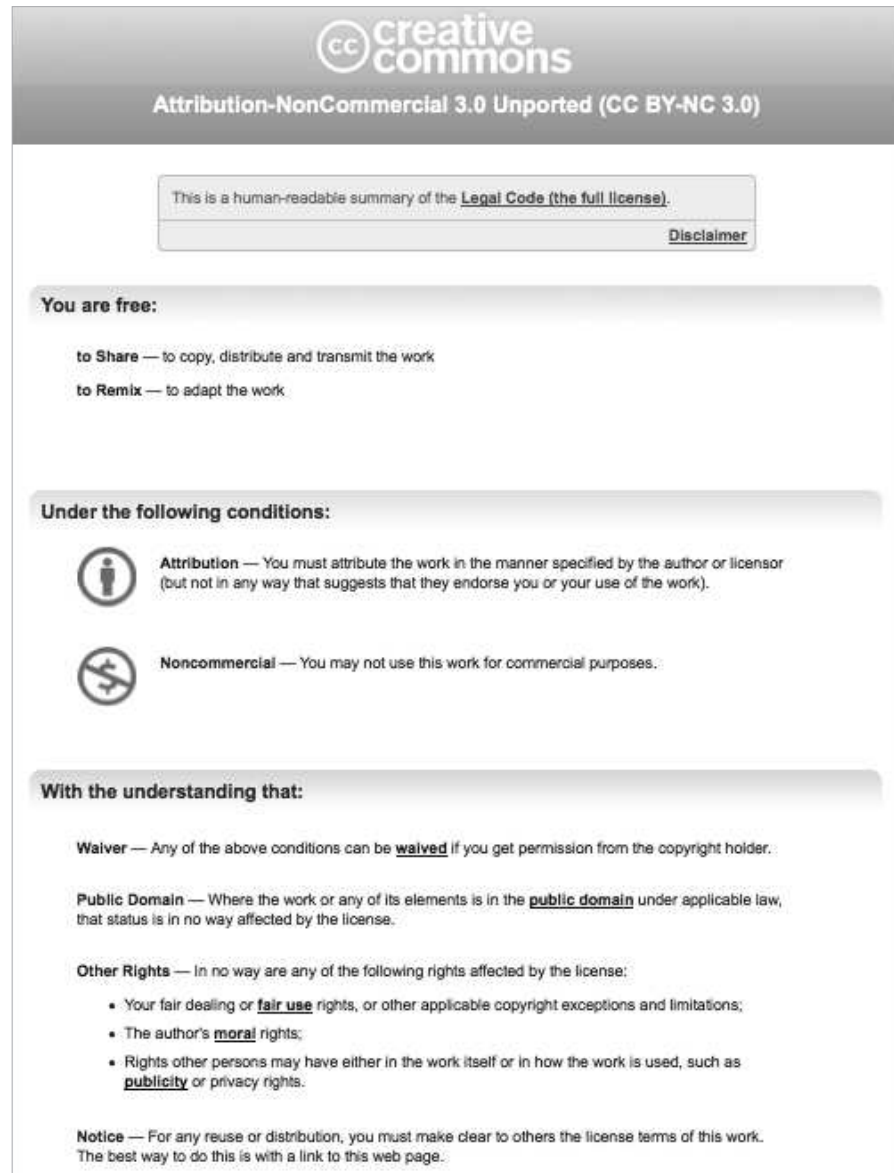 cc creative
commons
Attribution-NonCommercial 3.0 Unported (CC BY-NC 3.0)
This is a human-readable summary of the Legal Code (the full license).
Disclaimer
You are free:
to Share — to copy, distribute and transmit the work
to Remix — to adapt the work
Under the following conditions:
Attribution — You must attribute the work in the manner specified by the author or licensor
(but not in any way that suggests that they endorse you or your use of the work).
$
Noncommercial — You may not use this work for commercial purposes.
With the understanding that:
Waiver — Any of the above conditions can be waived if you get permission from the copyright holder.
Public Domain — Where the work or any of its elements is in the public domain under applicable law,
that status is in no way affected by the license.
Other Rights — In no way are any of the following rights affected by the license:
• Your fair dealing or fair use rights, or other applicable copyright exceptions and limitations;
• The author's moral rights;
• Rights other persons may have either in the work itself or in how the work is used, such as
publicity or privacy rights.
Notice — For any reuse or distribution, you must make clear to others the license terms of this work.
The best way to do this is with a link to this web page.